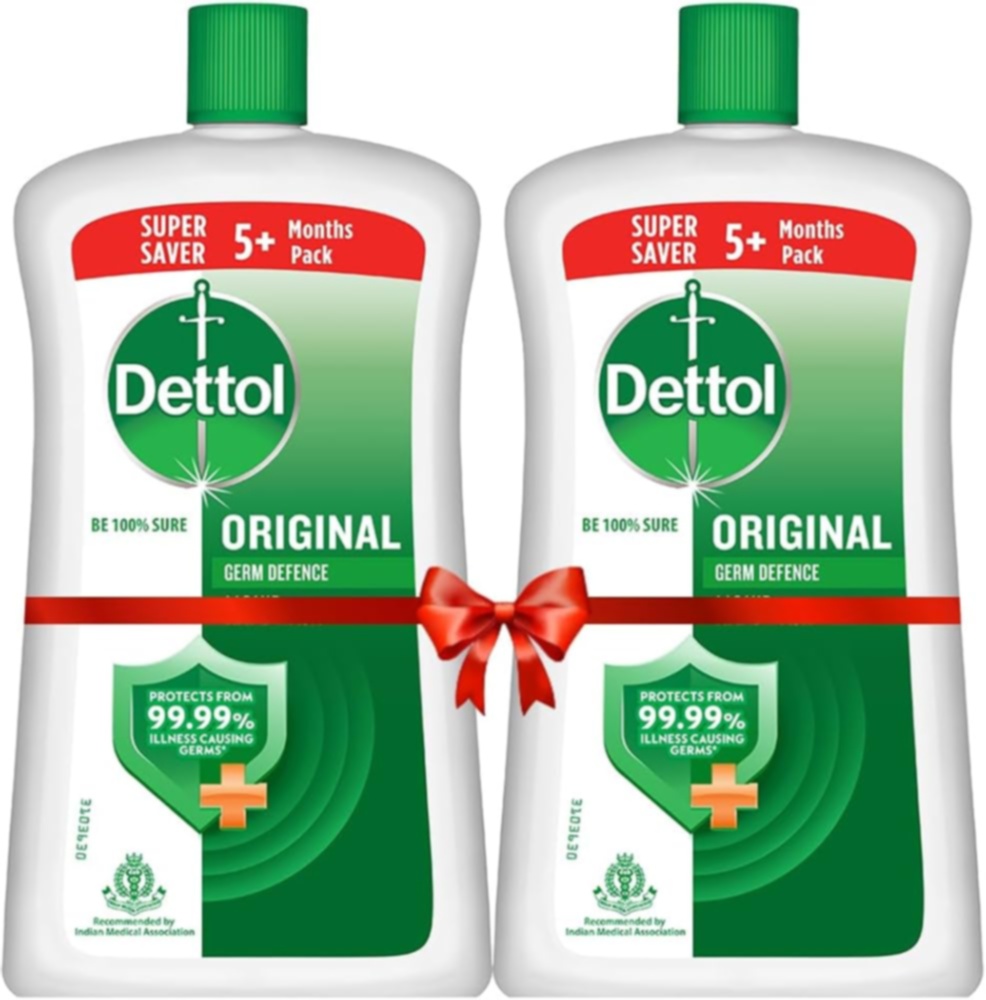 SUPER
SAVER
5+
Months
Pack
Dettol
BE 100% SURE
ORIGINAL
GERM DEFENCE
PROTECTS FROM
99.99%
ILLNESS CAUSING
GERMS*
Recommended by
Indian Medical Association
SUPER
SAVER
5+
Months
Pack
Dettol
BE 100% SURE
ORIGINAL
GERM DEFENCE
PROTECTS FROM
99.99%
ILLNESS CAUSING
GERMS*
Recommended by
Indian Medical Association